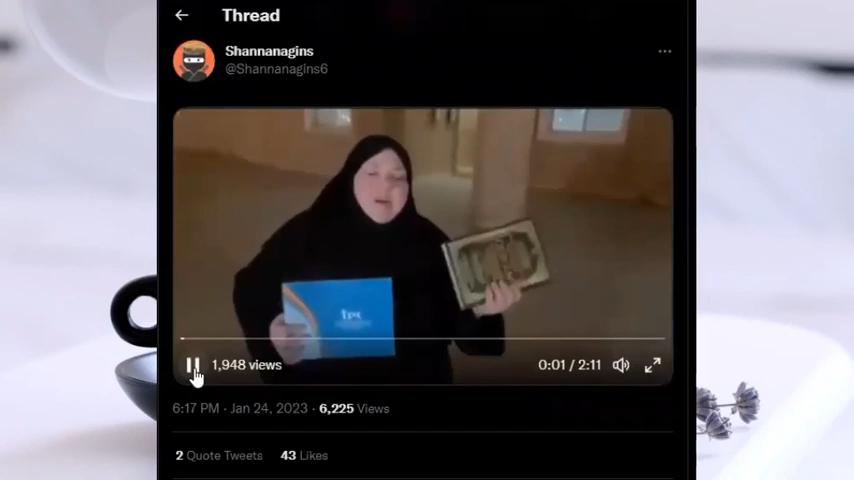 Thread
Shannanagins
@Shannanagins6
1,948 views
0:01 / 2:11
6:17 PM · Jan 24, 2023 · 6,225 Views
2 Quote Tweets 43 Likes